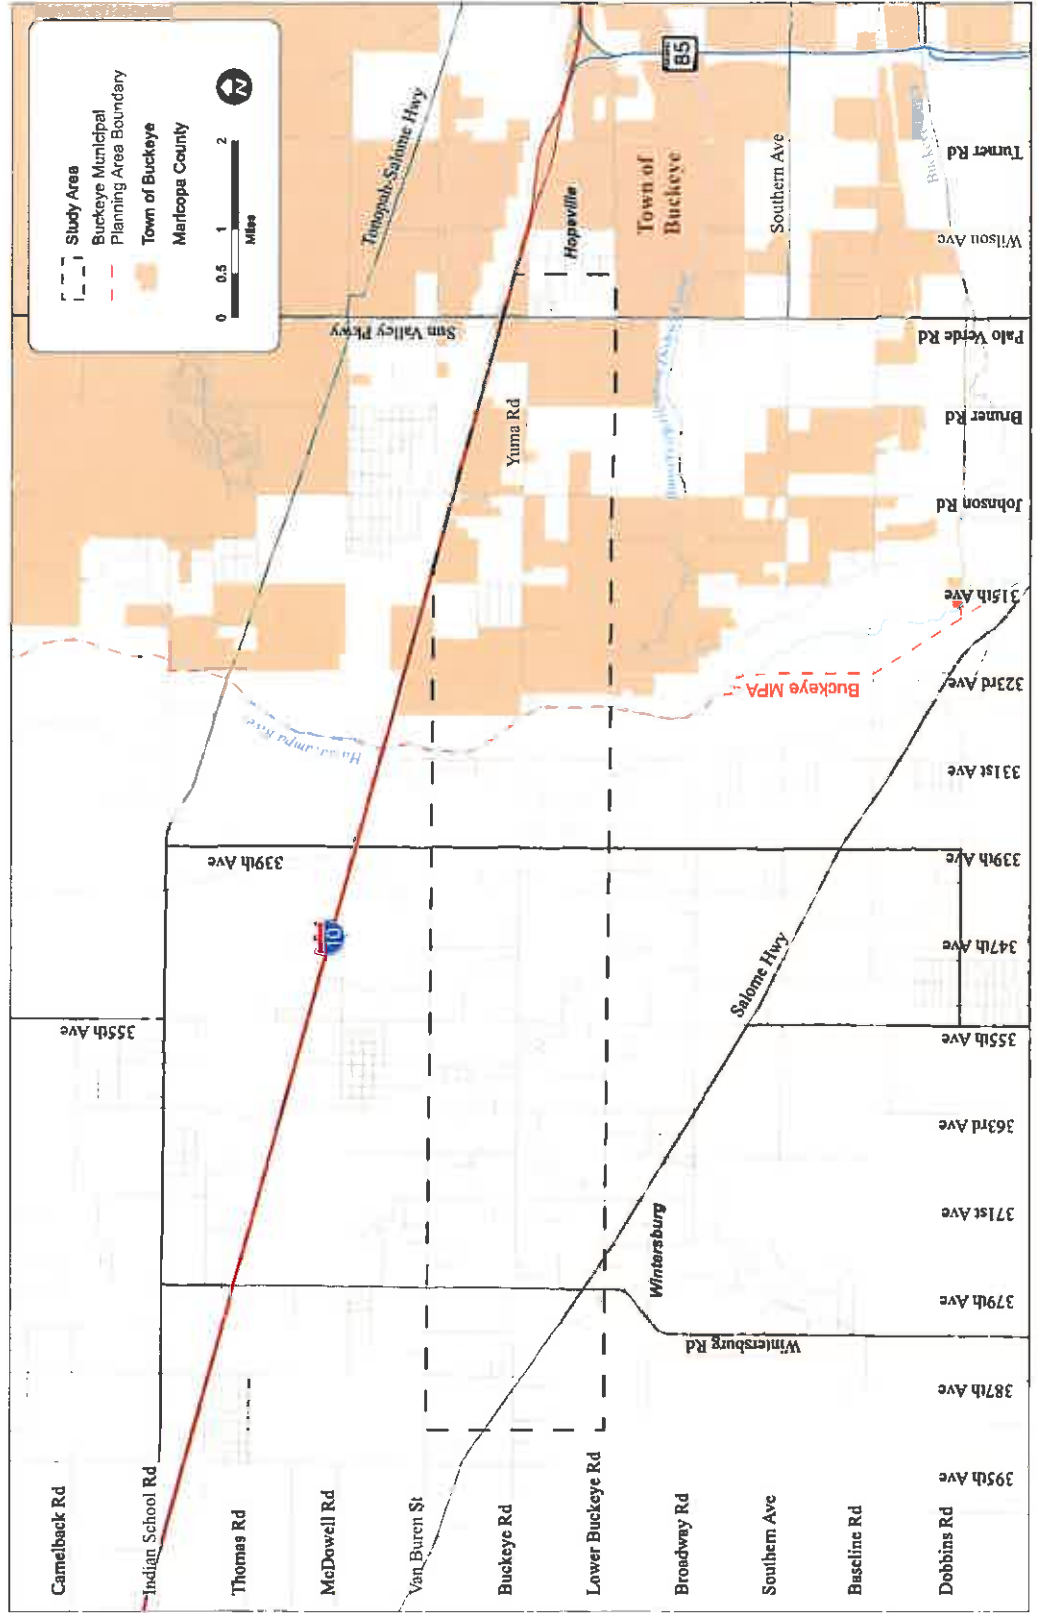 Study Area
Buckeye Municipal
Planning Area Boundary
Town of Buckeye
Maricopa County
0
0.5
1
2
Miles
N
Camelback Rd
Indian School Rd
Thomas Rd
McDowell Rd
Van Buren St
Buckeye Rd
Lower Buckeye Rd
Broadway Rd
Southern Ave
Baseline Rd
Dobbins Rd
355th Ave
339th Ave
10
Tonopah-Salome Hwy
Sun Valley Pkwy
Yuma Rd
Hopeville
Town of
Buckeye
85
Southern Ave
Buckeye MPA
Salome Hwy
Wintersburg
Wintersburg Rd
395th Ave
387th Ave
379th Ave
371st Ave
363rd Ave
355th Ave
347th Ave
339th Ave
331st Ave
323rd Ave
315th Ave
Johnson Rd
Bruner Rd
Palo Verde Rd
Wilson Ave
Turner Rd